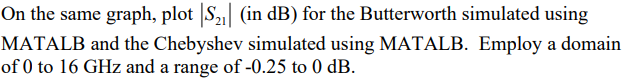 On the same graph, plot |S₂₁| (in dB) for the Butterworth simulated using
MATALB and the Chebyshev simulated using MATALB.  Employ a domain
of 0 to 16 GHz and a range of -0.25 to 0 dB.